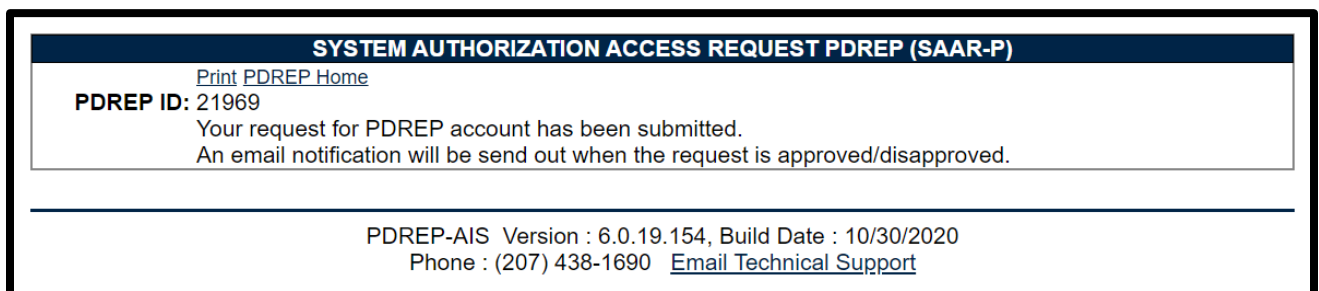 SYSTEM AUTHORIZATION ACCESS REQUEST PDREP (SAAR-P)
Print PDREP Home
PDREP ID: 21969
Your request for PDREP account has been submitted.
An email notification will be send out when the request is approved/disapproved.
PDREP-AIS Version : 6.0.19.154, Build Date : 10/30/2020
Phone : (207) 438-1690 Email Technical Support